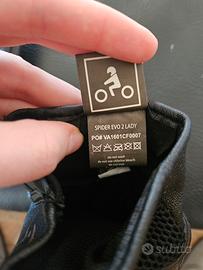 SPIDER EVO 2 LADY
PO# VA1601CF0007
do not wash
do not use chlorine bleach.
subito